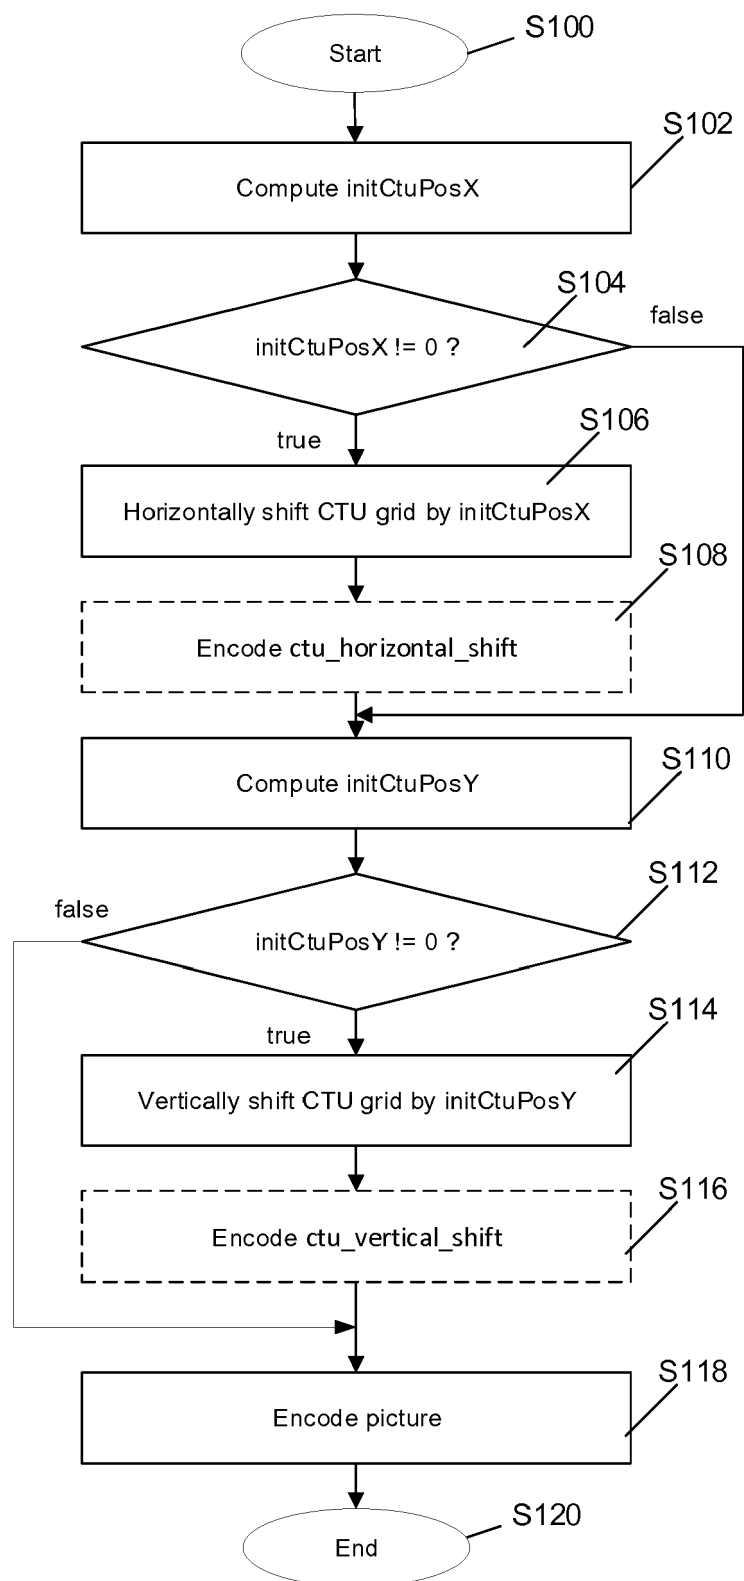 S100
Start
S102
Compute initCtuPosX
S104
false
initCtuPosX != 0 ?
S106
true
Horizontally shift CTU grid by initCtuPosX
S108
Encode ctu_horizontal_shift
S110
Compute initCtuPosY
S112
false
initCtuPosY != 0 ?
S114
true
Vertically shift CTU grid by initCtuPosY
S116
Encode ctu_vertical_shift
S118
Encode picture
S120
End